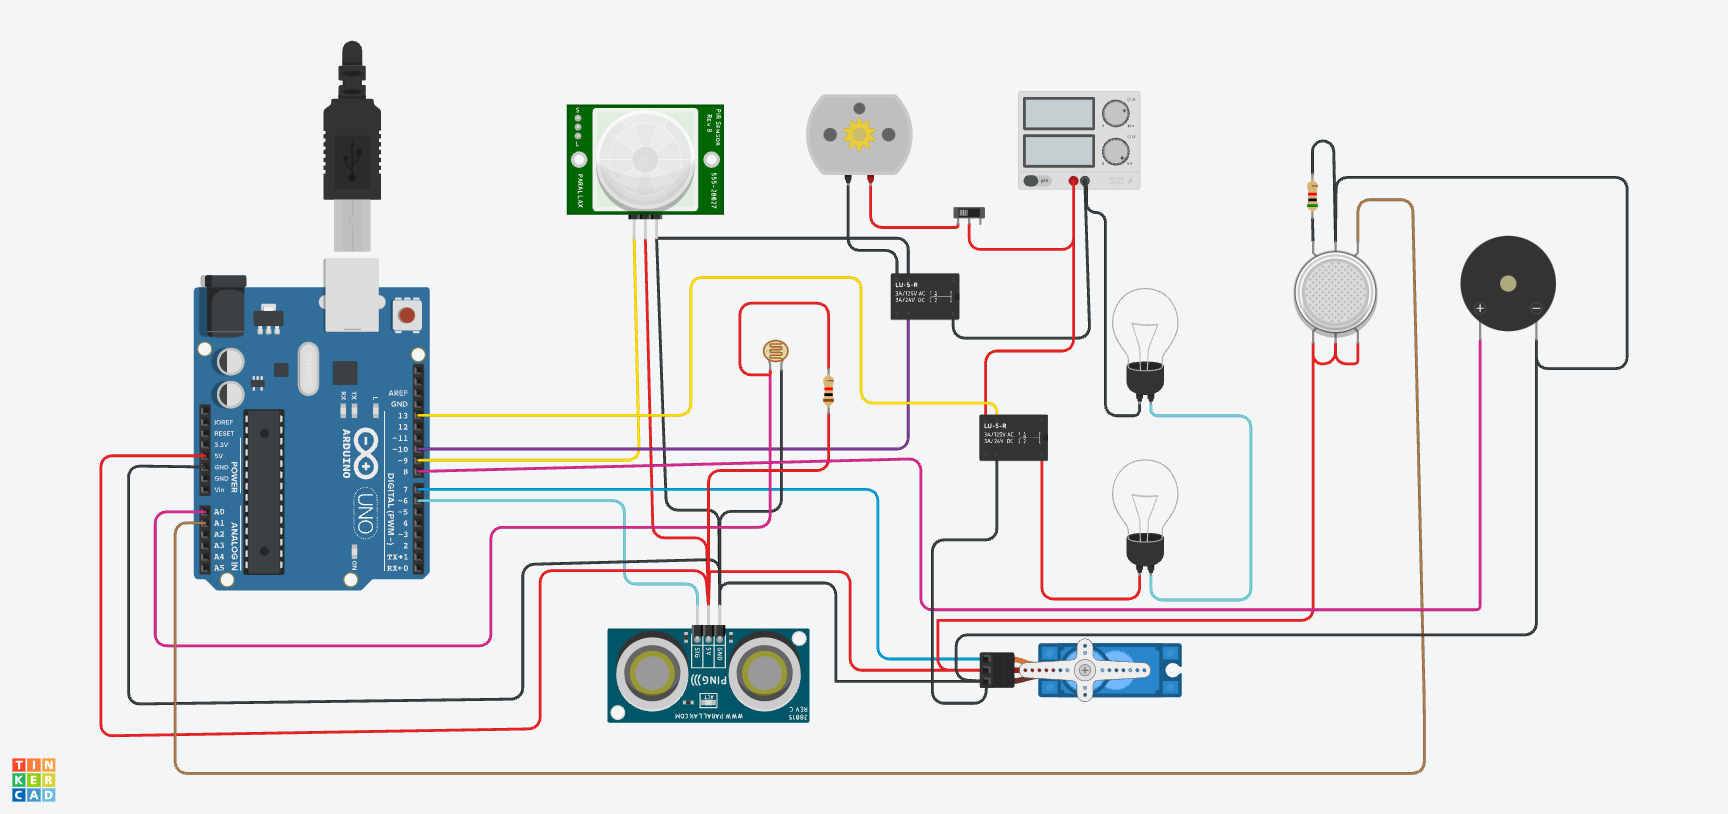 PIR SENSOR
REV B
555-28027
PARALLAX
S
L
OFF
LU-5-R
3A/125V AC
3A/24V DC
LU-5-R
3A/125V AC
3A/24V DC
AREF
GND
13
12
~11
~10
~9
8
7
~6
~5
4
~3
2
TX→1
RX←0
IOREF
RESET
3.3V
5V
GND
GND
Vin
A0
A1
A2
A3
A4
A5
POWER
ANALOG IN
DIGITAL (PWM~)
ARDUINO
UNO
RX
TX
L
ON
SIG
5V
GND
PING)))
ACT
WWW.PARALLAX.COM
28015
REV C
+
−
TIN
KER
CAD